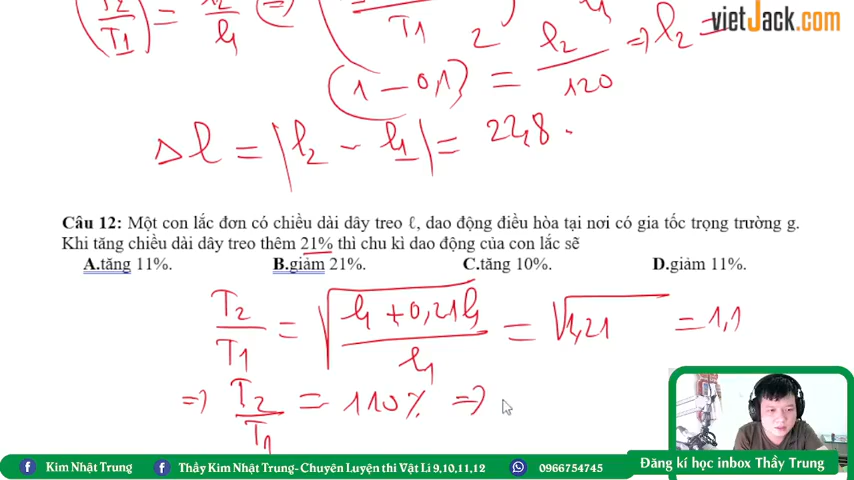 vietJack.com
(T2/T1) = l2/l1 (=)
T1 2
(1 - 0,1) = l2/120 => l2 =
Δl = |l2 - l1| = 22,8.
Câu 12: Một con lắc đơn có chiều dài dây treo ℓ, dao động điều hòa tại nơi có gia tốc trọng trường g.
Khi tăng chiều dài dây treo thêm 21% thì chu kì dao động của con lắc sẽ
A.tăng 11%. B.giảm 21%. C.tăng 10%. D.giảm 11%.
T2/T1 = √((l1 + 0,21l1)/l1) = √1,21 = 1,1
=> T2/T1 = 110% =>
Kim Nhật Trung Thầy Kim Nhật Trung- Chuyên Luyện thi Vật Lí 9,10,11,12 0966754745 Đăng kí học inbox Thầy Trung